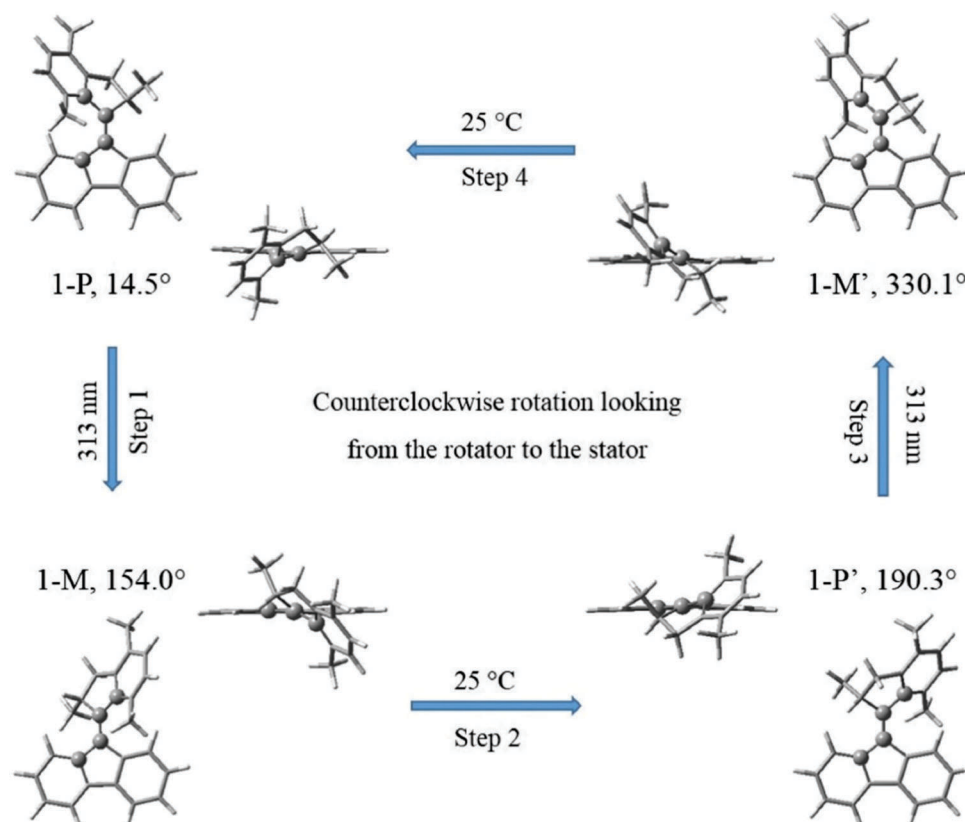 25 °C
Step 4
1-P, 14.5°
1-M’, 330.1°
313 nm
Step 1
Counterclockwise rotation looking
from the rotator to the stator
313 nm
Step 3
1-M, 154.0°
1-P’, 190.3°
25 °C
Step 2